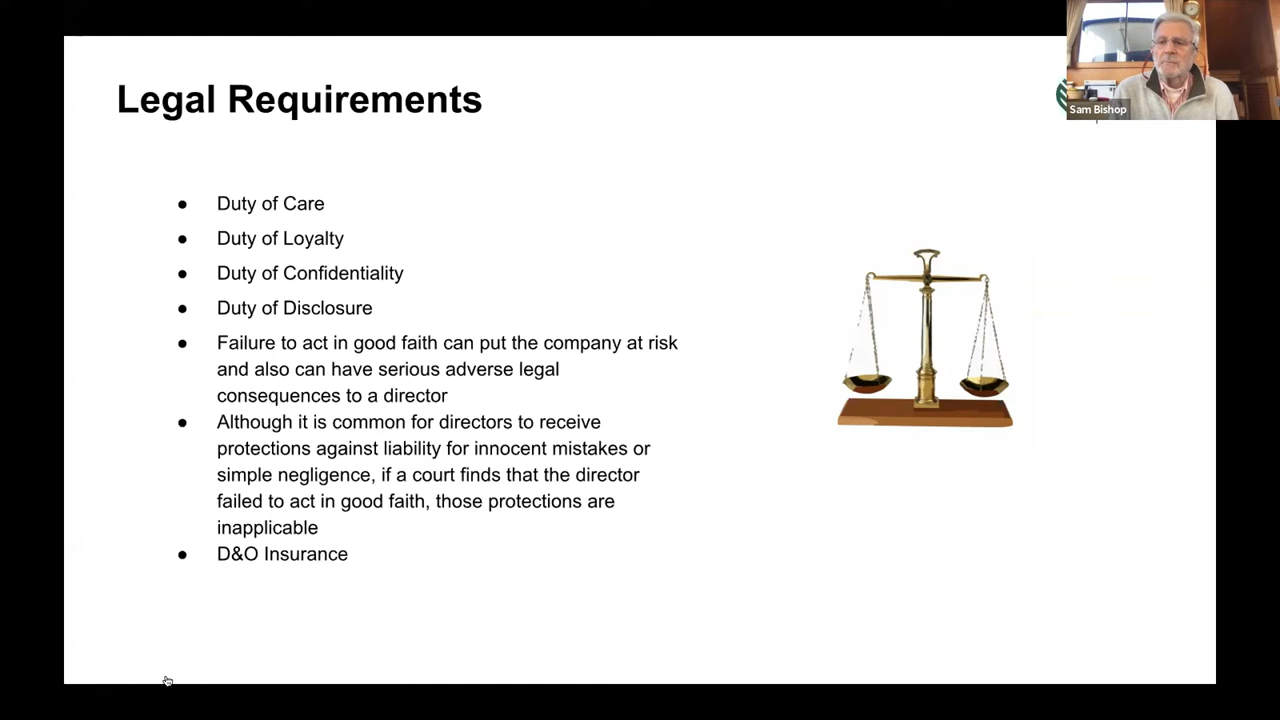 Legal Requirements
Sam Bishop
● Duty of Care
● Duty of Loyalty
● Duty of Confidentiality
● Duty of Disclosure
● Failure to act in good faith can put the company at risk
and also can have serious adverse legal
consequences to a director
● Although it is common for directors to receive
protections against liability for innocent mistakes or
simple negligence, if a court finds that the director
failed to act in good faith, those protections are
inapplicable
● D&O Insurance